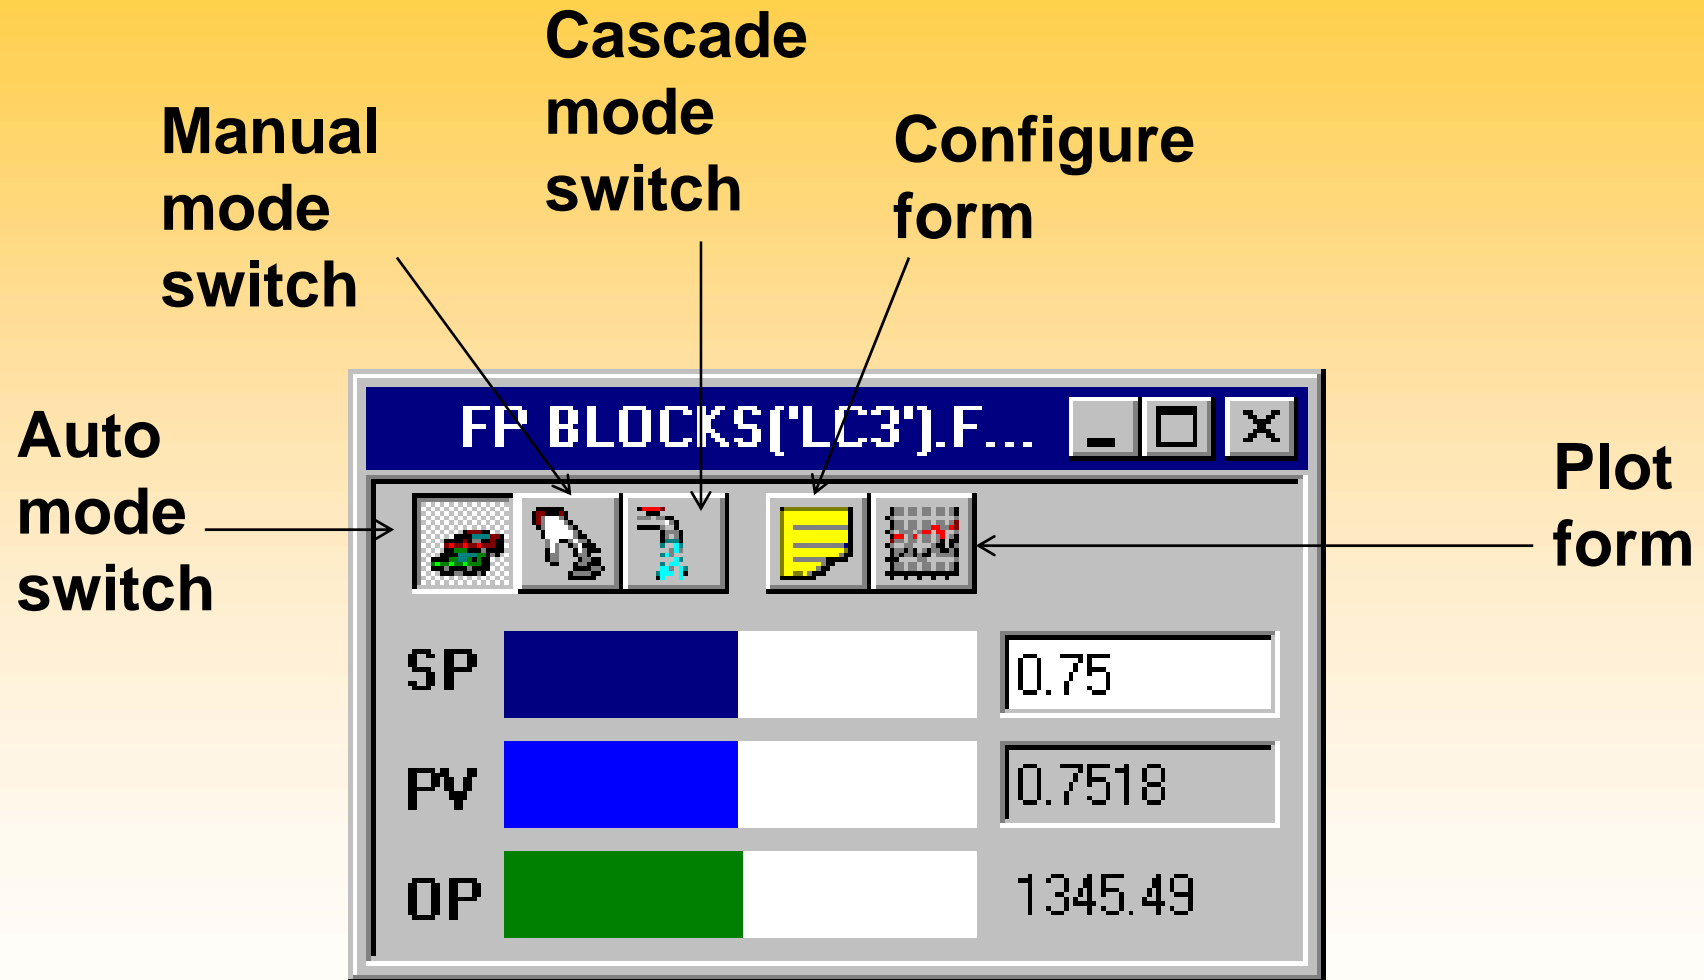 Cascade
mode
switch
Manual
mode
switch
Configure
form
Auto
mode
switch
Plot
form
FP BLOCKS('LC3').F...
SP
0.75
PV
0.7518
OP
1345.49